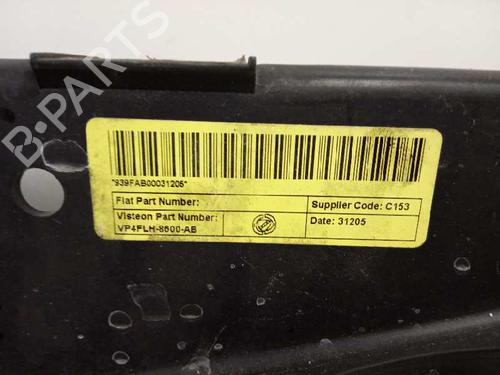 B-PARTS
*939FAB00031205*
Fiat Part Number:
Supplier Code: C153
Visteon Part Number:
VP4FLH-8600-AB
Date: 31205